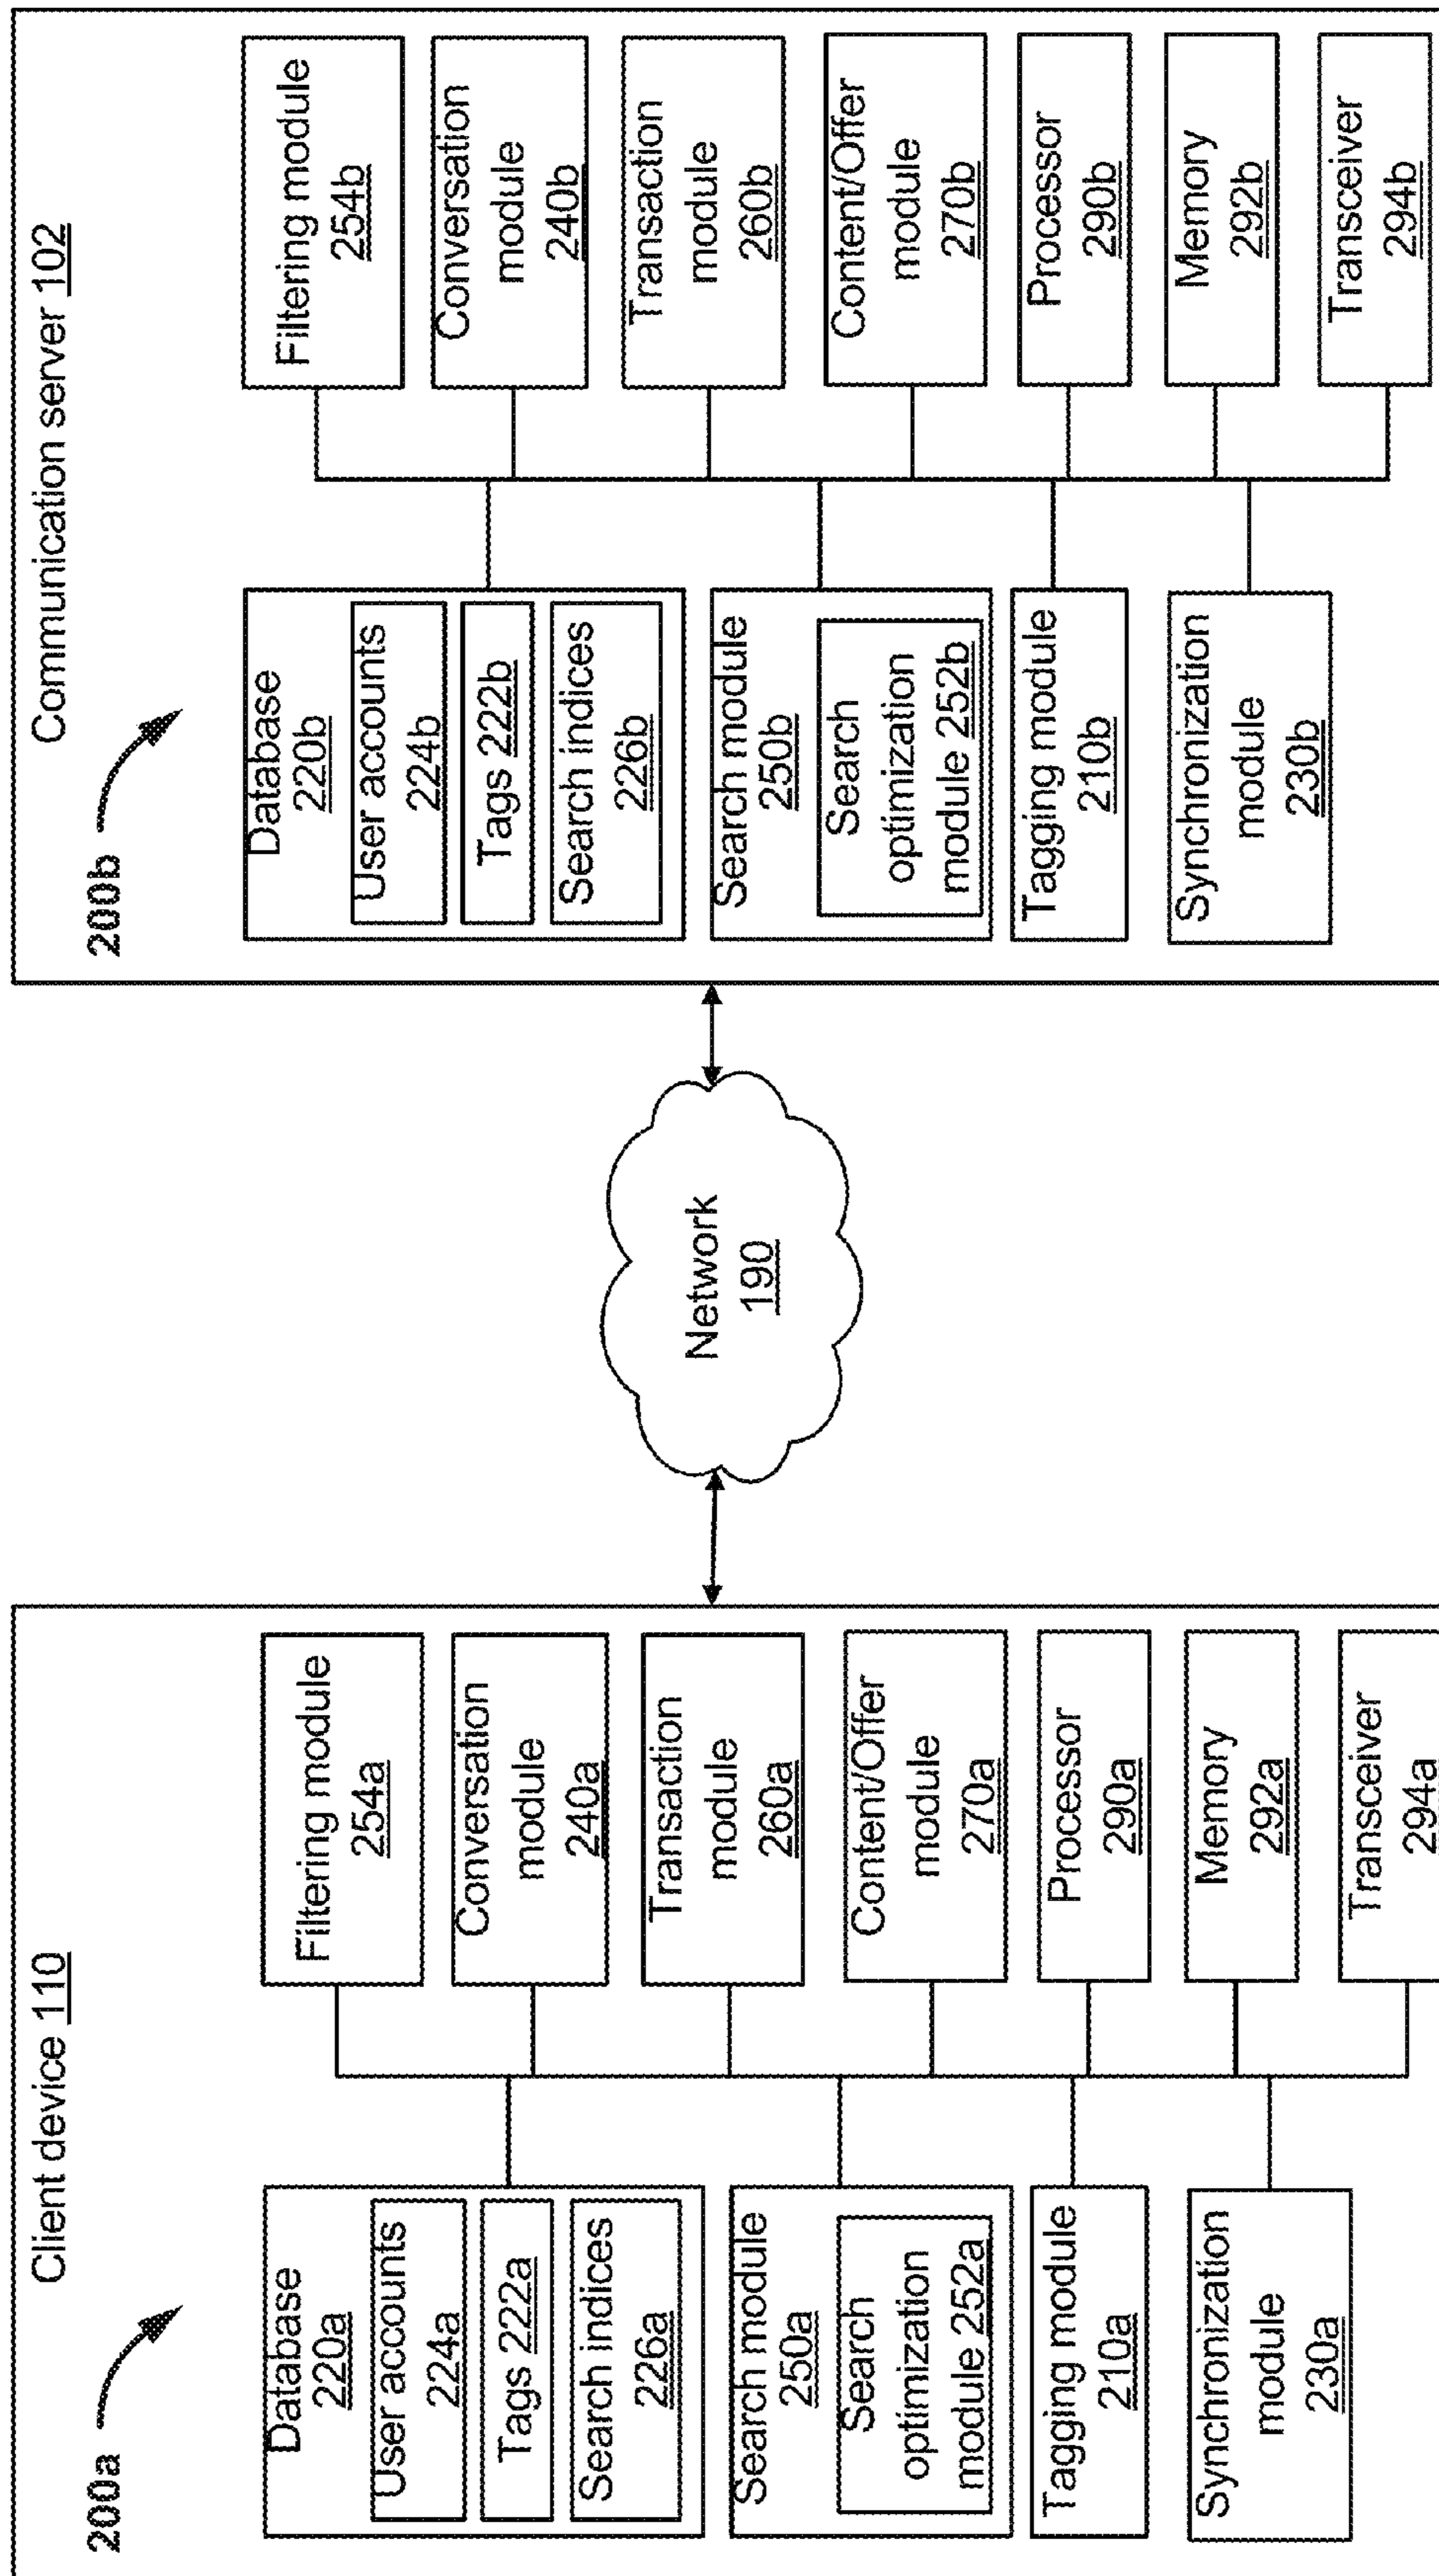 Client device 110
200a
Database
220a
User accounts
224a
Tags 222a
Search indices
226a
Search module
250a
Search
optimization
module 252a
Tagging module
210a
Synchronization
module
230a
Filtering module
254a
Conversation
module
240a
Transaction
module
260a
Content/Offer
module
270a
Processor
290a
Memory
292a
Transceiver
294a
Network
190
Communication server 102
200b
Database
220b
User accounts
224b
Tags 222b
Search indices
226b
Search module
250b
Search
optimization
module 252b
Tagging module
210b
Synchronization
module
230b
Filtering module
254b
Conversation
module
240b
Transaction
module
260b
Content/Offer
module
270b
Processor
290b
Memory
292b
Transceiver
294b